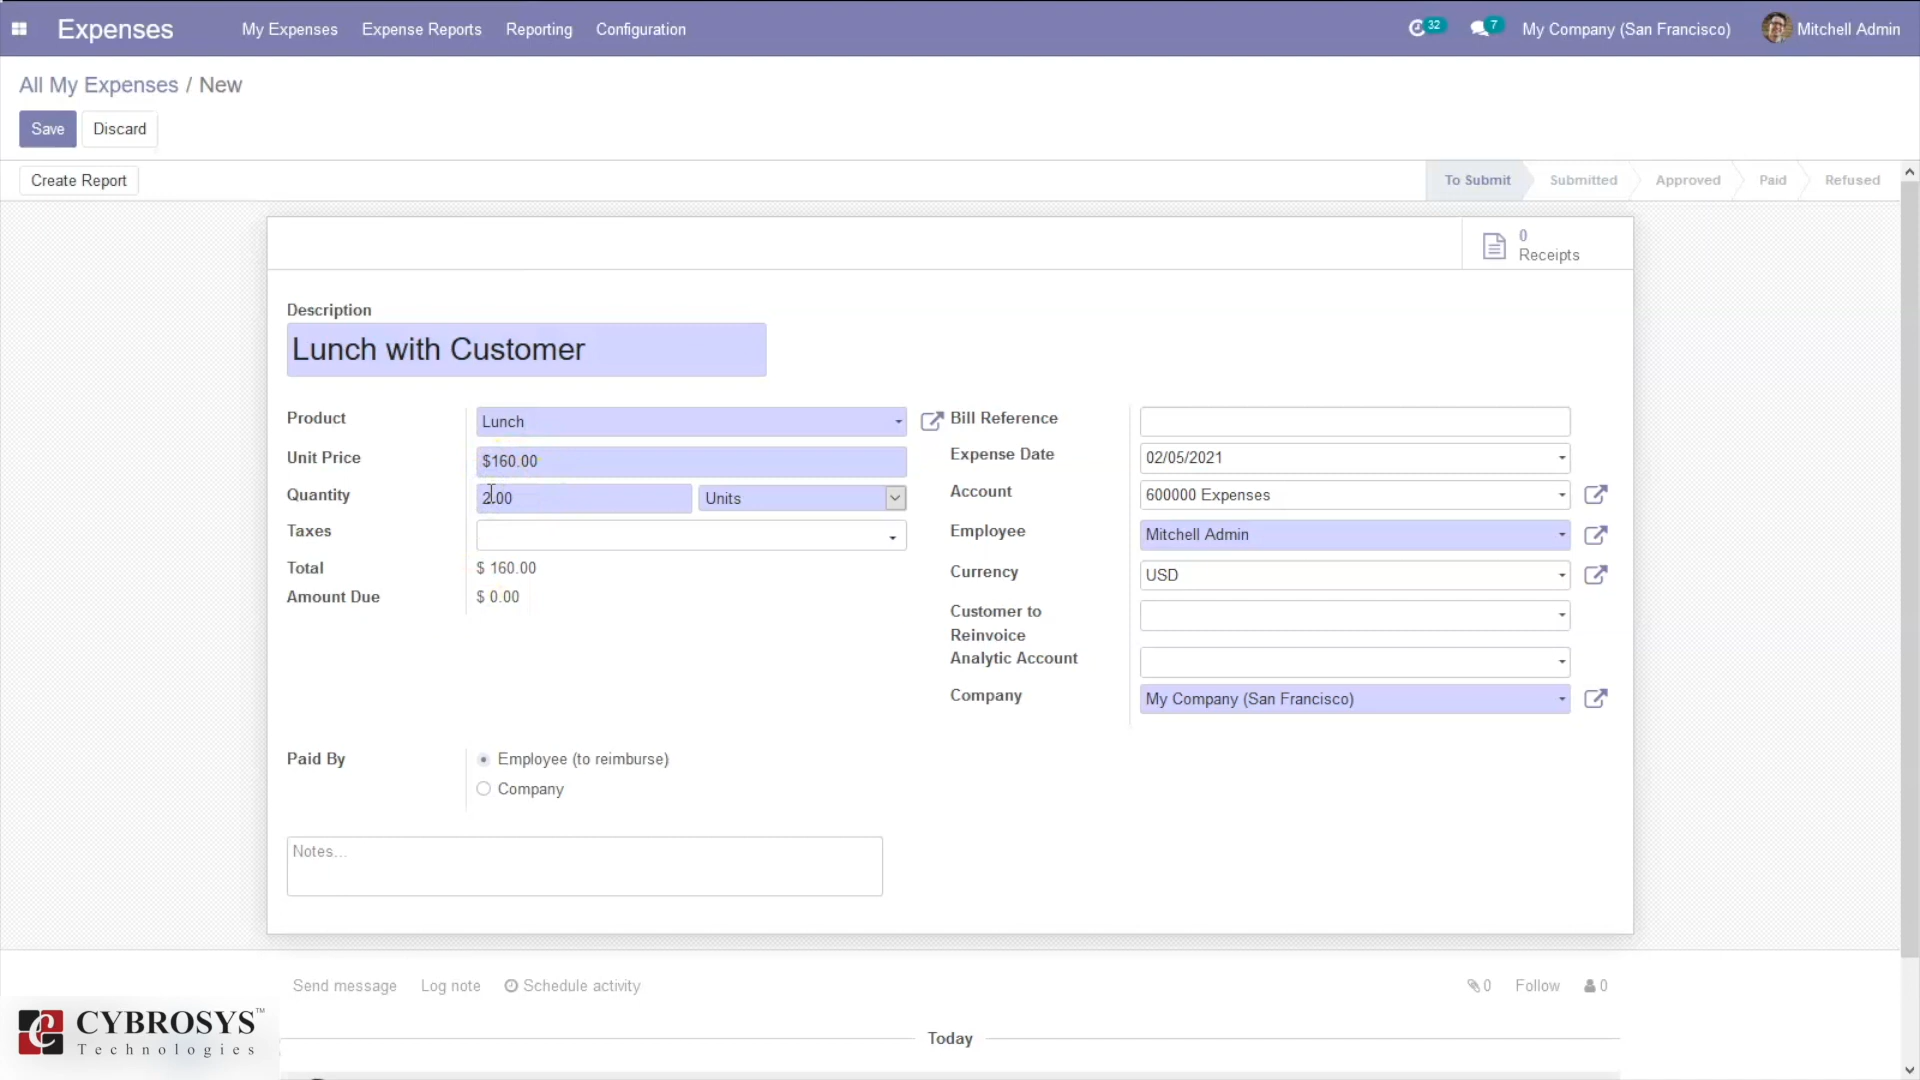 Expenses
My Expenses
Expense Reports
Reporting
Configuration
32
7
My Company (San Francisco)
Mitchell Admin
All My Expenses / New
Save
Discard
Create Report
To Submit
Submitted
Approved
Paid
Refused
0
Receipts
Description
Lunch with Customer
Product
Lunch
Unit Price
$160.00
Quantity
2.00
Units
Taxes
Total
$ 160.00
Amount Due
$ 0.00
Bill Reference
Expense Date
02/05/2021
Account
600000 Expenses
Employee
Mitchell Admin
Currency
USD
Customer to
Reinvoice
Analytic Account
Company
My Company (San Francisco)
Paid By
Employee (to reimburse)
Company
Notes...
Send message
Log note
Schedule activity
0
Follow
0
CYBROSYS™
Technologies
Today